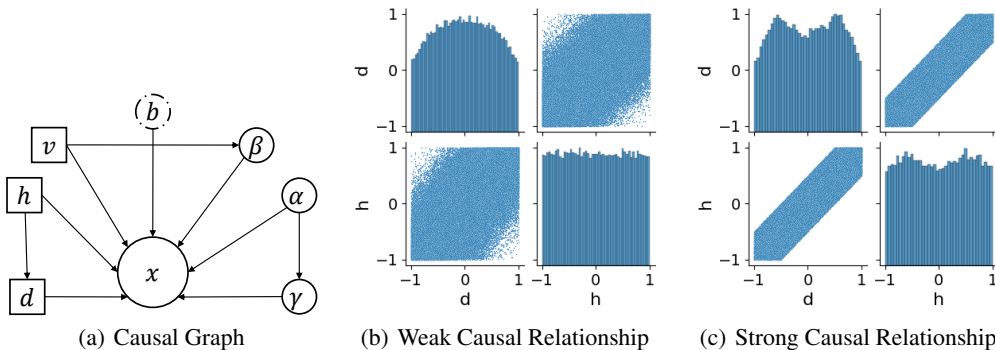 b
v
β
h
α
x
d
γ
(a) Causal Graph
1
0
−1
d
1
0
−1
h
−1
0
1
d
−1
0
1
h
(b) Weak Causal Relationship
1
0
−1
d
1
0
−1
h
−1
0
1
d
−1
0
1
h
(c) Strong Causal Relationship